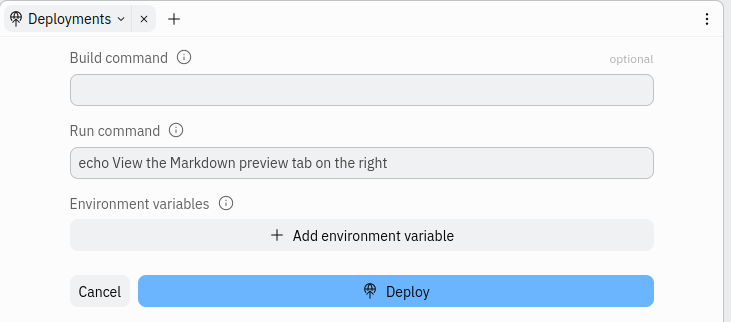 Deployments
Build command
optional
Run command
echo View the Markdown preview tab on the right
Environment variables
Add environment variable
Cancel
Deploy